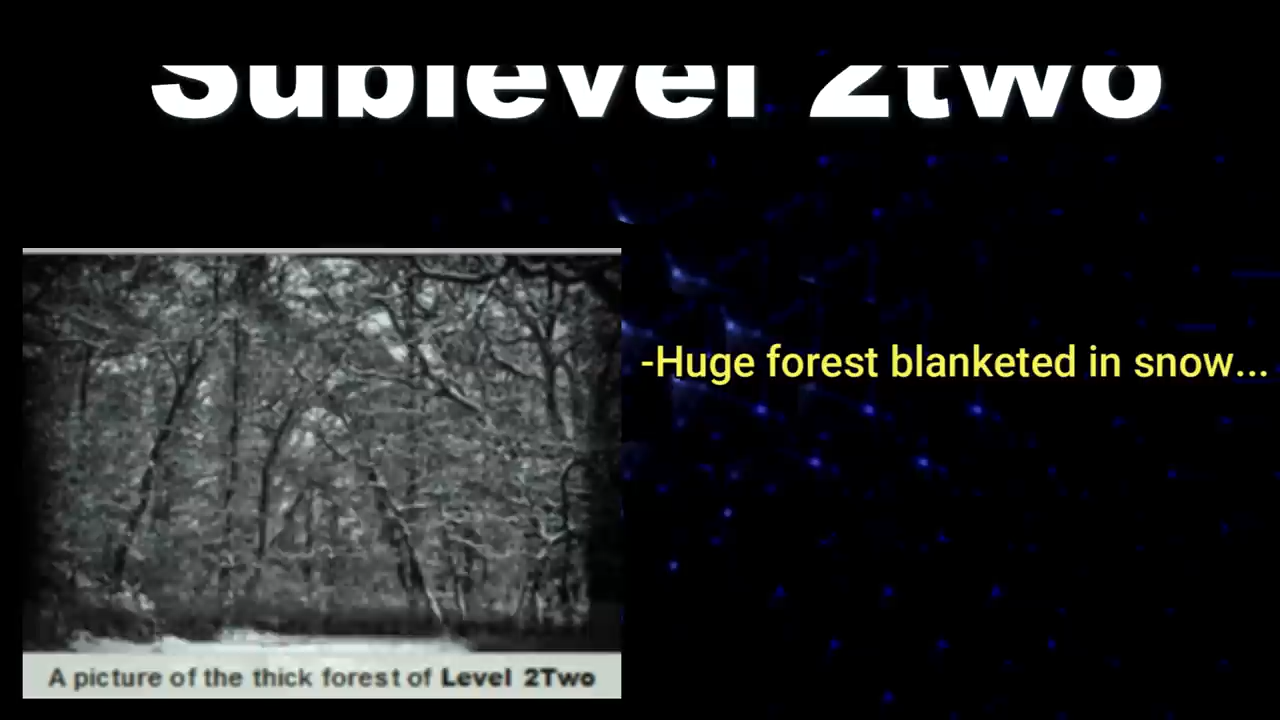 Sublevel 2two
-Huge forest blanketed in snow...
A picture of the thick forest of Level 2Two